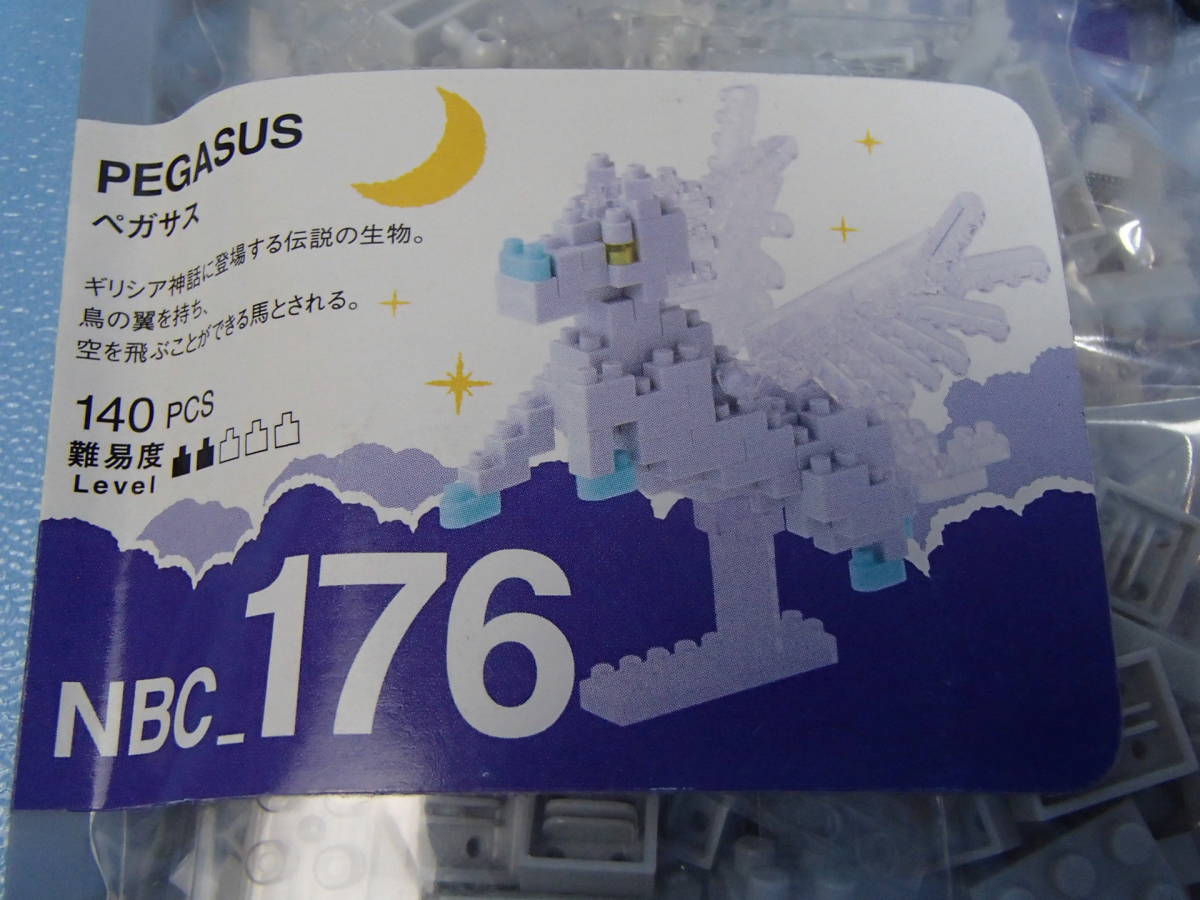 PEGASUS
ペガサス
ギリシア神話に登場する伝説の生物。
鳥の翼を持ち、
空を飛ぶことができる馬とされる。
140 PCS
難易度
Level
NBC_176